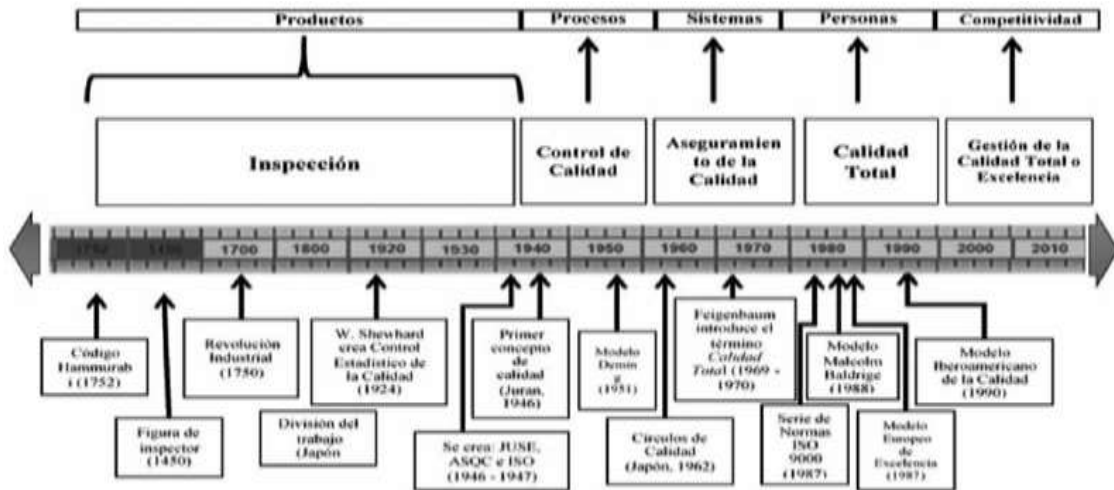 Productos
Procesos
Sistemas
Personas
Competitividad
Inspección
Control de
Calidad
Aseguramien
to de la
Calidad
Calidad
Total
Gestión de la
Calidad Total o
Excelencia
1752
1450
1700
1800
1920
1530
1940
1950
1960
1970
1980
1990
2000
2010
Código
Hammurab
i (1752)
Figura de
inspector
(1450)
Revolución
Industrial
(1750)
División del
trabajo
(Japón
W. Shewhard
crea Control
Estadístico de
la Calidad
(1924)
Se crea: JUSE,
ASQC e ISO
(1946 - 1947)
Primer
concepto de
calidad
(Juran,
1946)
Modelo
Demin
g
(1951)
Círculos de
Calidad
(Japón, 1962)
Feigenbaum
introduce el
término
Calidad
Total (1969 -
1970)
Serie de
Normas ISO
9000
(1987)
Modelo
Malcolm
Baldrige
(1988)
Modelo
Europeo
de
Excelencia
(1987)
Modelo
Iberoamericano
de la Calidad
(1990)